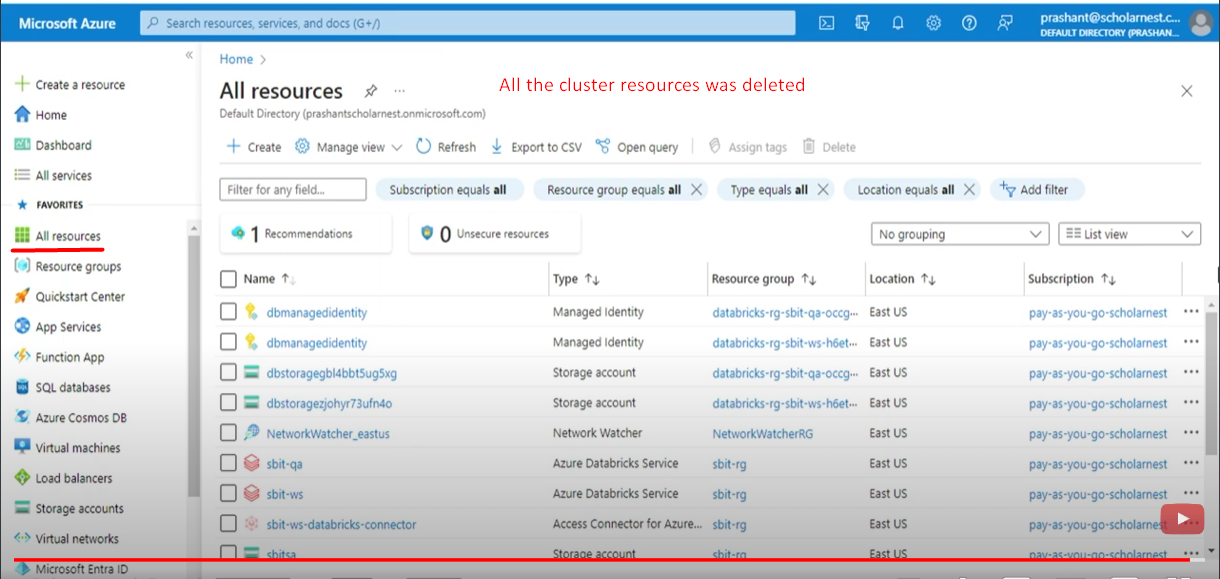 Microsoft Azure
Search resources, services, and docs (G+/)
prashant@scholarnest.c...
DEFAULT DIRECTORY (PRASHAN...
Create a resource
Home
Dashboard
All services
FAVORITES
All resources
Resource groups
Quickstart Center
App Services
Function App
SQL databases
Azure Cosmos DB
Virtual machines
Load balancers
Storage accounts
Virtual networks
Microsoft Entra ID
Home
All resources ...
All the cluster resources was deleted
Default Directory (prashantscholarnest.onmicrosoft.com)
Create Manage view Refresh Export to CSV Open query Assign tags Delete
Filter for any field... Subscription equals all Resource group equals all Type equals all Location equals all Add filter
1 Recommendations 0 Unsecure resources
No grouping List view
Name Type Resource group Location Subscription
dbmanagedidentity Managed Identity databricks-rg-sbit-qa-occg... East US pay-as-you-go-scholarnest
dbmanagedidentity Managed Identity databricks-rg-sbit-ws-h6et... East US pay-as-you-go-scholarnest
dbstoragegbl4bbt5ug5xg Storage account databricks-rg-sbit-qa-occg... East US pay-as-you-go-scholarnest
dbstoragezjohyr73ufn4o Storage account databricks-rg-sbit-ws-h6et... East US pay-as-you-go-scholarnest
NetworkWatcher_eastus Network Watcher NetworkWatcherRG East US pay-as-you-go-scholarnest
sbit-qa Azure Databricks Service sbit-rg East US pay-as-you-go-scholarnest
sbit-ws Azure Databricks Service sbit-rg East US pay-as-you-go-scholarnest
sbit-ws-databricks-connector Access Connector for Azure... sbit-rg East US pay-as-you-go-scholarnest
sbitsa Storage account sbit-rg East US pay-as-you-go-scholarnest